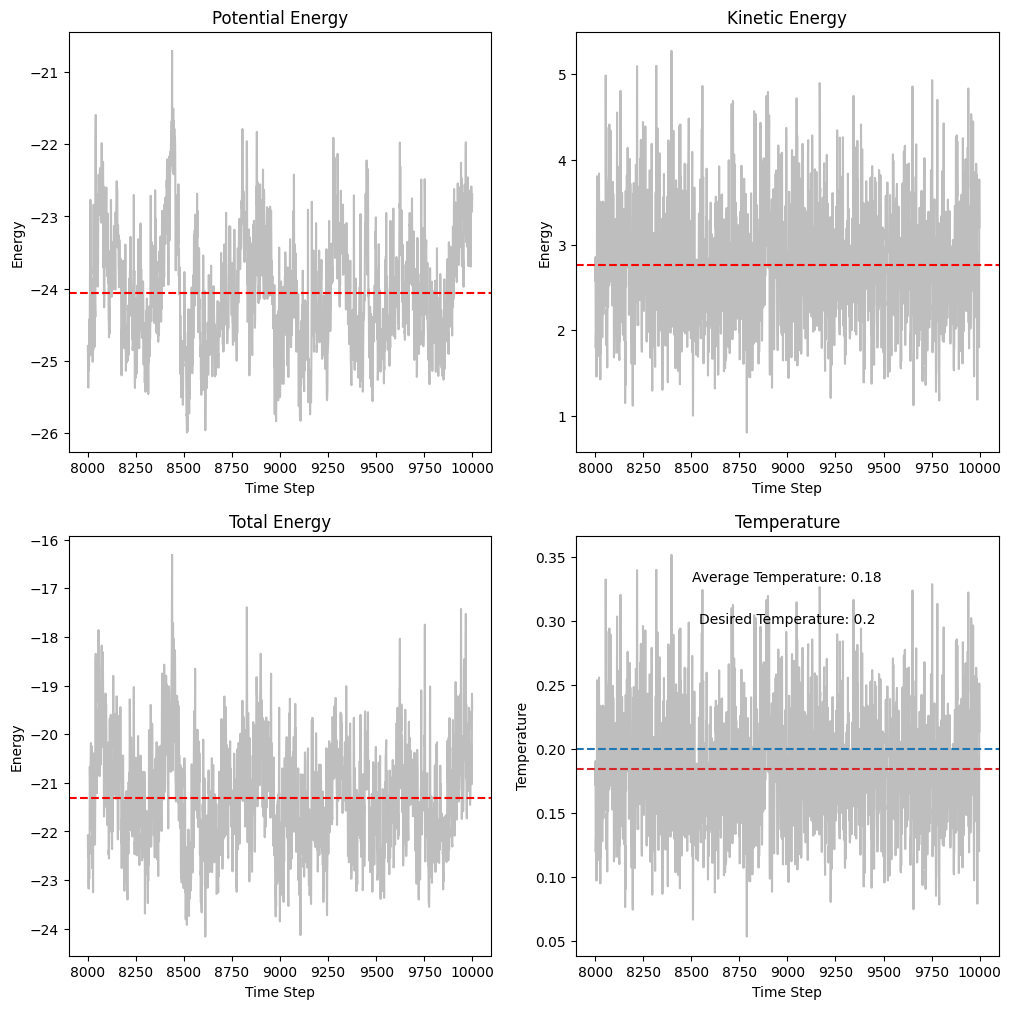 Potential Energy
Energy
−21
−22
−23
−24
−25
−26
8000 8250 8500 8750 9000 9250 9500 9750 10000
Time Step
Kinetic Energy
Energy
5
4
3
2
1
8000 8250 8500 8750 9000 9250 9500 9750 10000
Time Step
Total Energy
Energy
−16
−17
−18
−19
−20
−21
−22
−23
−24
8000 8250 8500 8750 9000 9250 9500 9750 10000
Time Step
Temperature
Temperature
0.35
0.30
0.25
0.20
0.15
0.10
0.05
Average Temperature: 0.18
Desired Temperature: 0.2
8000 8250 8500 8750 9000 9250 9500 9750 10000
Time Step